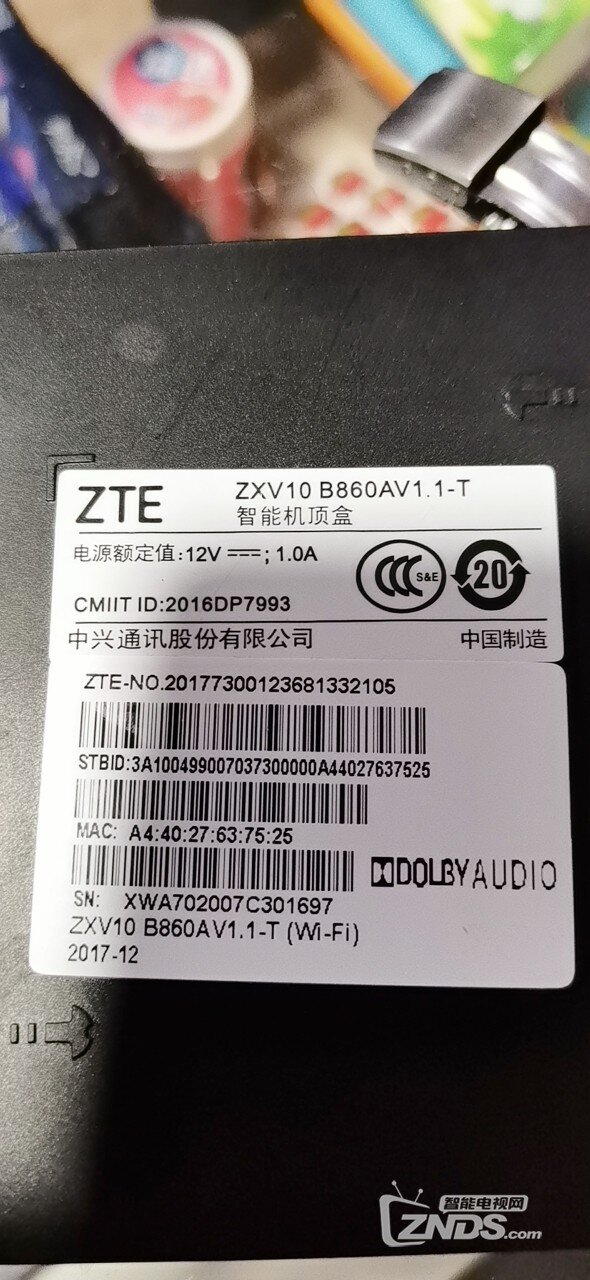 ZTE
ZXV10 B860AV1.1-T
智能机顶盒
电源额定值:12V ⎓; 1.0A
S&E
20
CMIIT ID:2016DP7993
中兴通讯股份有限公司 中国制造
ZTE-NO.20177300123681332105
STBID:3A100499007037300000A44027637525
MAC: A4:40:27:63:75:25
DOLBY AUDIO
SN: XWA702007C301697
ZXV10 B860AV1.1-T (Wi-Fi)
2017-12
智能电视网
ZNDS.com